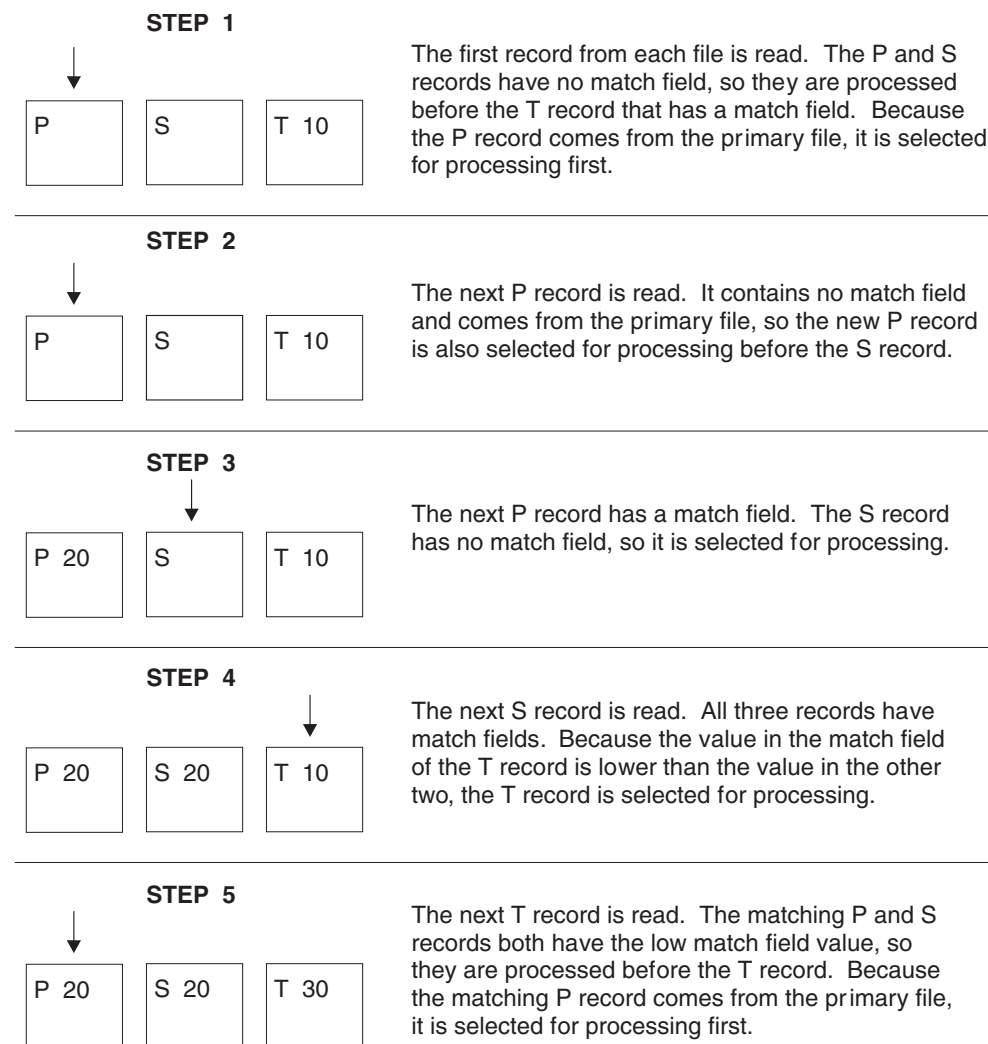 STEP 1
The first record from each file is read. The P and S
records have no match field, so they are processed
before the T record that has a match field. Because
the P record comes from the primary file, it is selected
for processing first.
P
S
T 10
STEP 2
The next P record is read. It contains no match field
and comes from the primary file, so the new P record
is also selected for processing before the S record.
P
S
T 10
STEP 3
The next P record has a match field. The S record
has no match field, so it is selected for processing.
P 20
S
T 10
STEP 4
The next S record is read. All three records have
match fields. Because the value in the match field
of the T record is lower than the value in the other
two, the T record is selected for processing.
P 20
S 20
T 10
STEP 5
The next T record is read. The matching P and S
records both have the low match field value, so
they are processed before the T record. Because
the matching P record comes from the primary file,
it is selected for processing first.
P 20
S 20
T 30